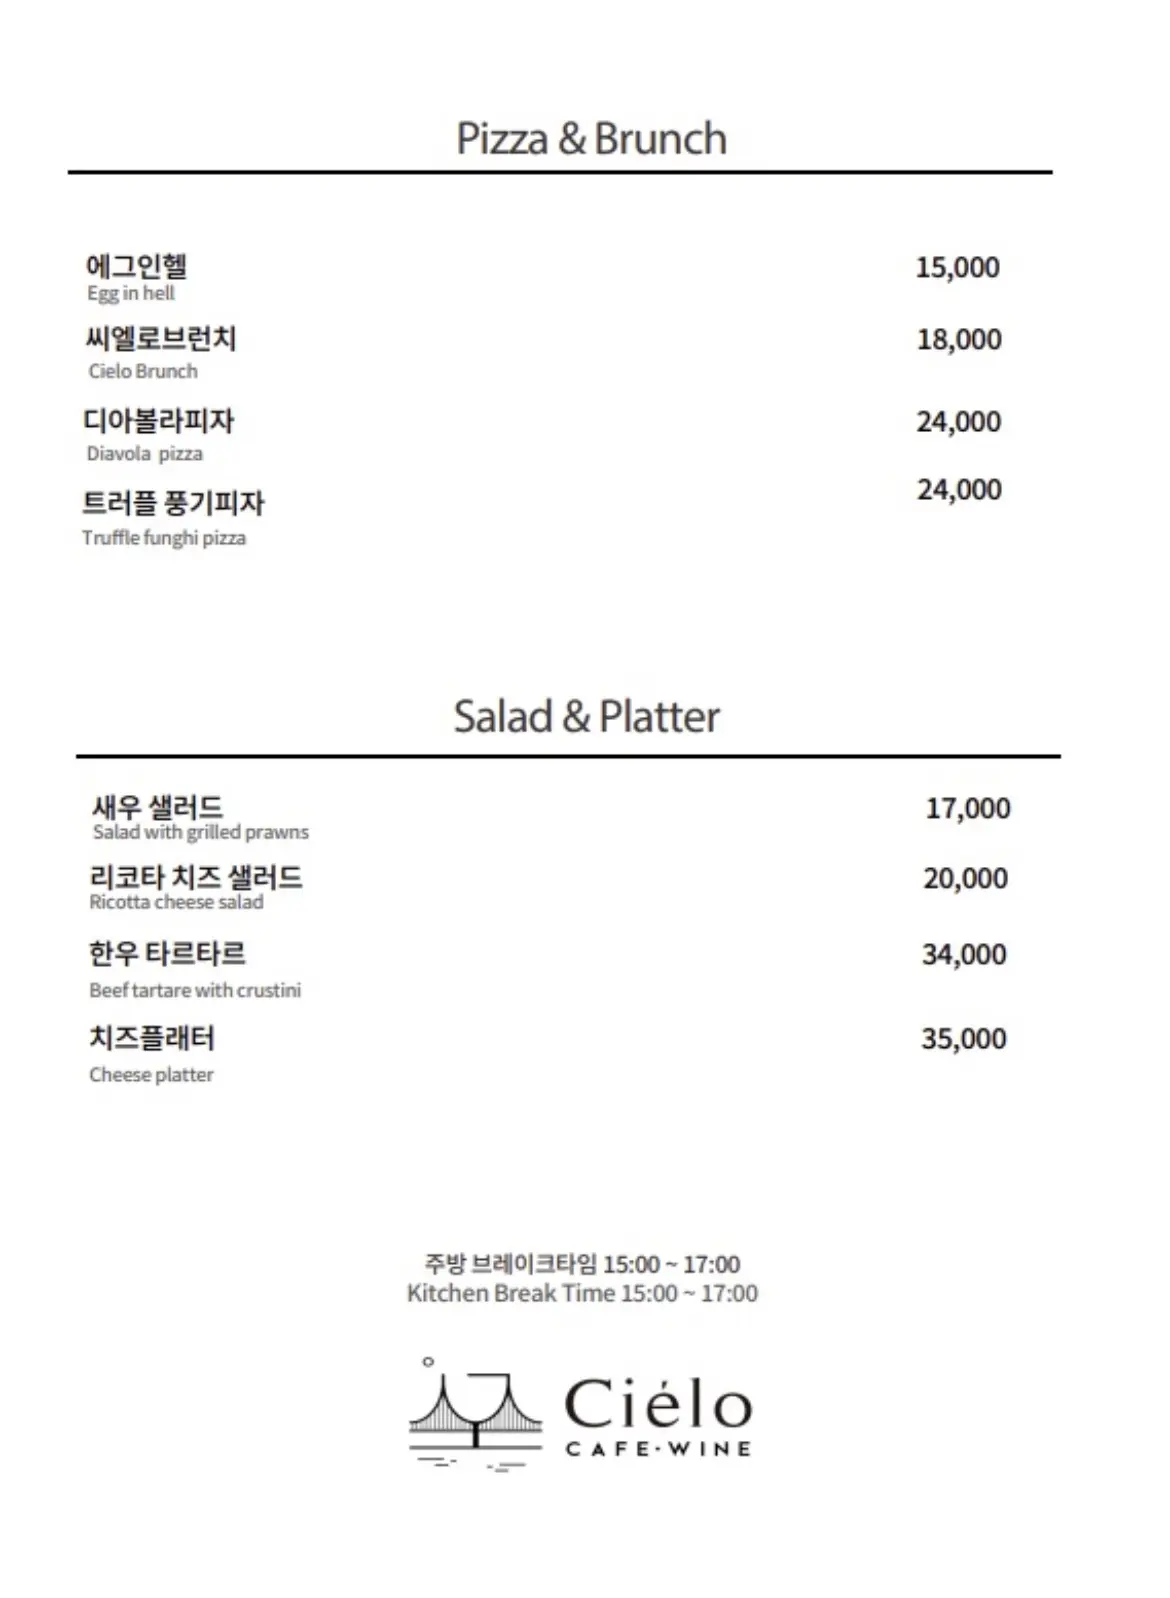 Pizza & Brunch
에그인헬 15,000
Egg in hell
씨엘로브런치 18,000
Cielo Brunch
디아볼라피자 24,000
Diavola pizza
트러플 풍기피자 24,000
Truffle funghi pizza
Salad & Platter
새우 샐러드 17,000
Salad with grilled prawns
리코타 치즈 샐러드 20,000
Ricotta cheese salad
한우 타르타르 34,000
Beef tartare with crustini
치즈플래터 35,000
Cheese platter
주방 브레이크타임 15:00 ~ 17:00
Kitchen Break Time 15:00 ~ 17:00
Ciélo
CAFE·WINE